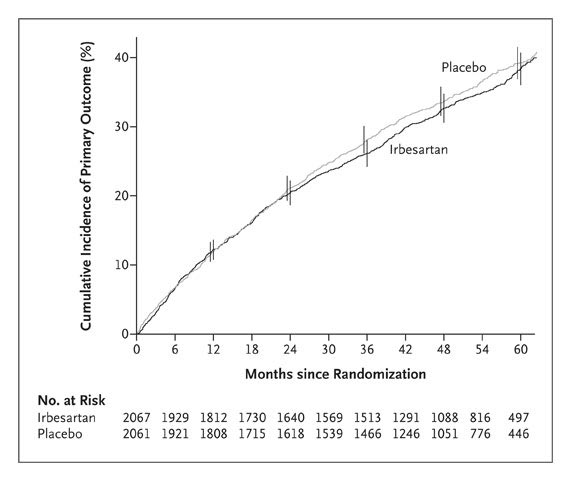 Cumulative Incidence of Primary Outcome (%)
40
30
20
10
0
Placebo
Irbesartan
0 6 12 18 24 30 36 42 48 54 60
Months since Randomization
No. at Risk
Irbesartan 2067 1929 1812 1730 1640 1569 1513 1291 1088 816 497
Placebo 2061 1921 1808 1715 1618 1539 1466 1246 1051 776 446